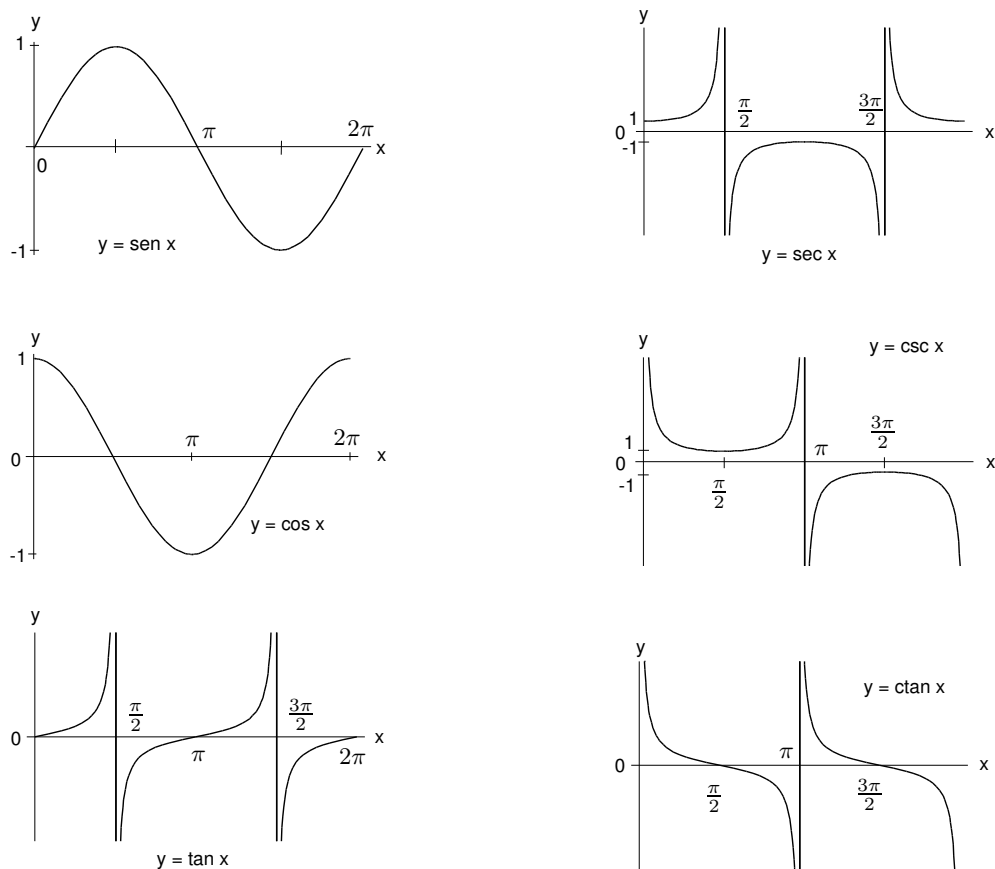 y
1
π
2π
x
0
-1
y = sen x
y
π/2
3π/2
1
0
x
-1
y = sec x
y
1
π
2π
0
x
y = cos x
-1
y
y = csc x
3π/2
1
π
x
0
-1
π/2
y
π/2
3π/2
0
x
π
2π
y = tan x
y
y = ctan x
π
0
x
π/2
3π/2